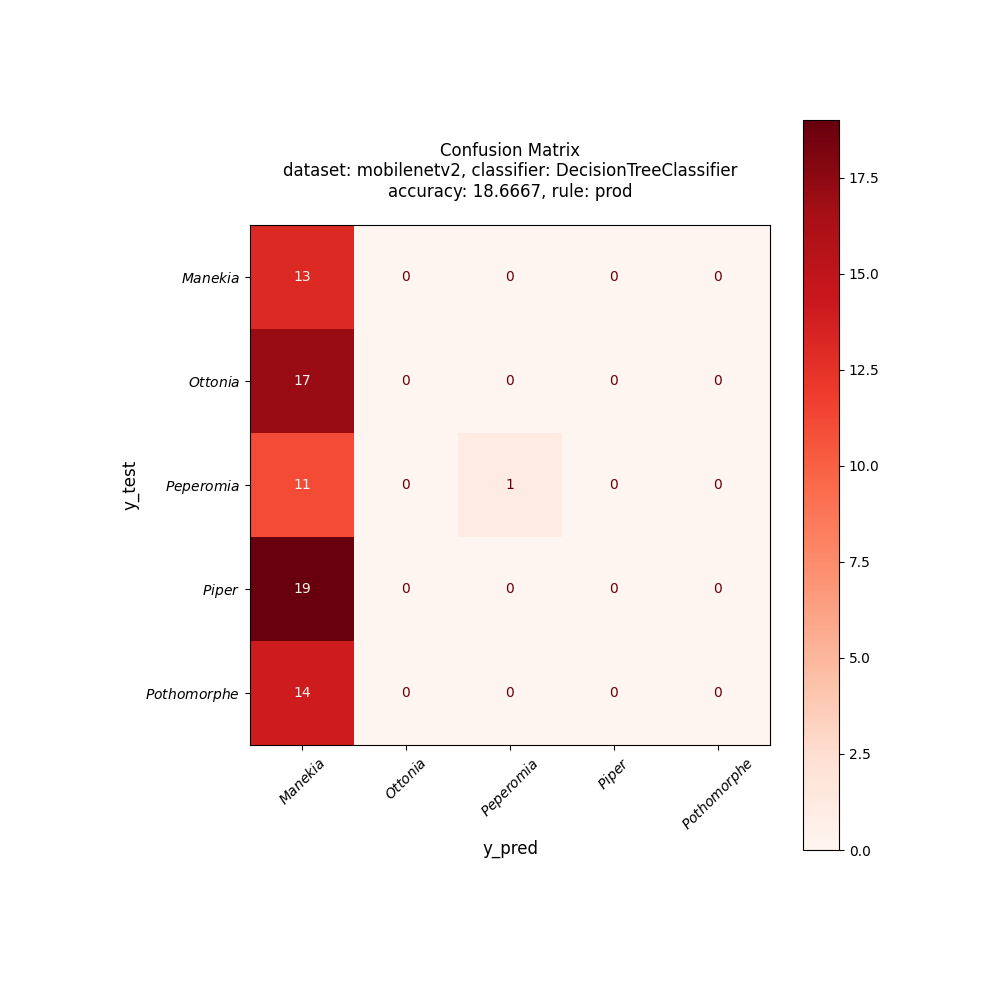 Confusion Matrix
dataset: mobilenetv2, classifier: DecisionTreeClassifier
accuracy: 18.6667, rule: prod
y_test
Manekia 13 0 0 0 0
Ottonia 17 0 0 0 0
Peperomia 11 0 1 0 0
Piper 19 0 0 0 0
Pothomorphe 14 0 0 0 0
Manekia Ottonia Peperomia Piper Pothomorphe
y_pred
17.5
15.0
12.5
10.0
7.5
5.0
2.5
0.0